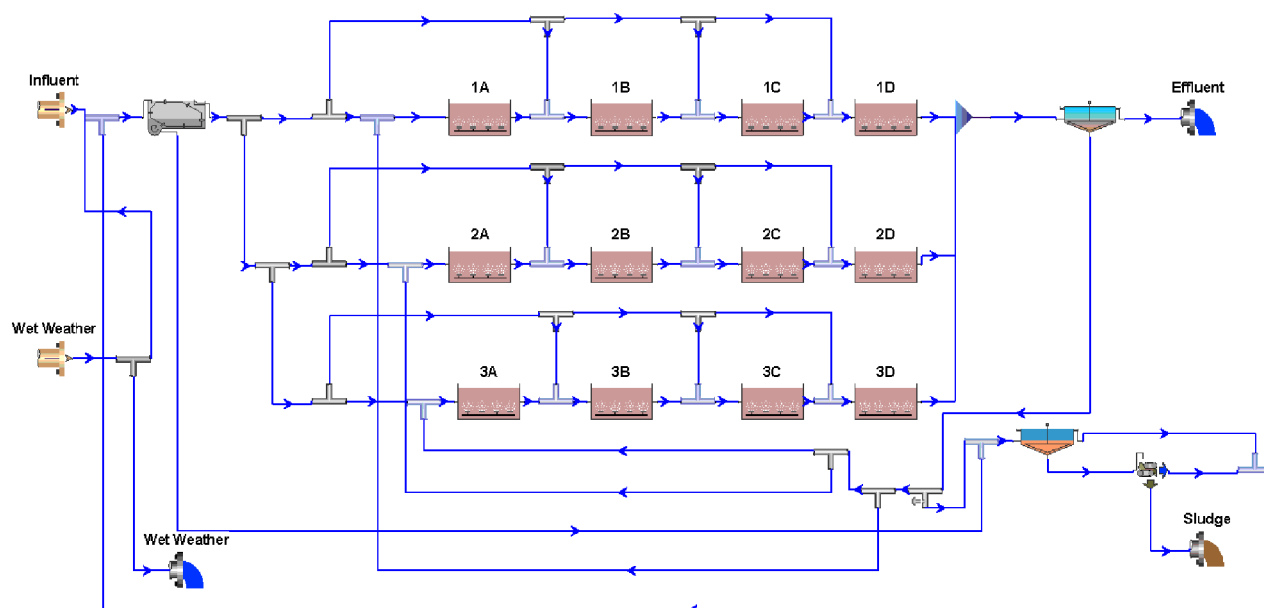 1A
1B
1C
1D
Influent
Effluent
2A
2B
2C
2D
Wet Weather
3A
3B
3C
3D
Sludge
Wet Weather